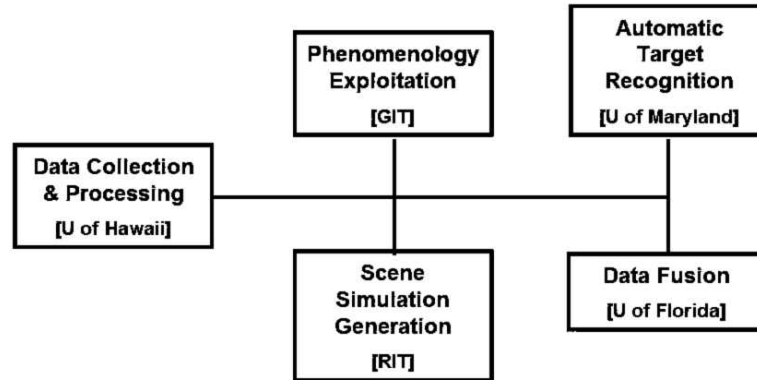 Phenomenology
Exploitation
[GIT]
Automatic
Target
Recognition
[U of Maryland]
Data Collection
& Processing
[U of Hawaii]
Scene
Simulation
Generation
[RIT]
Data Fusion
[U of Florida]